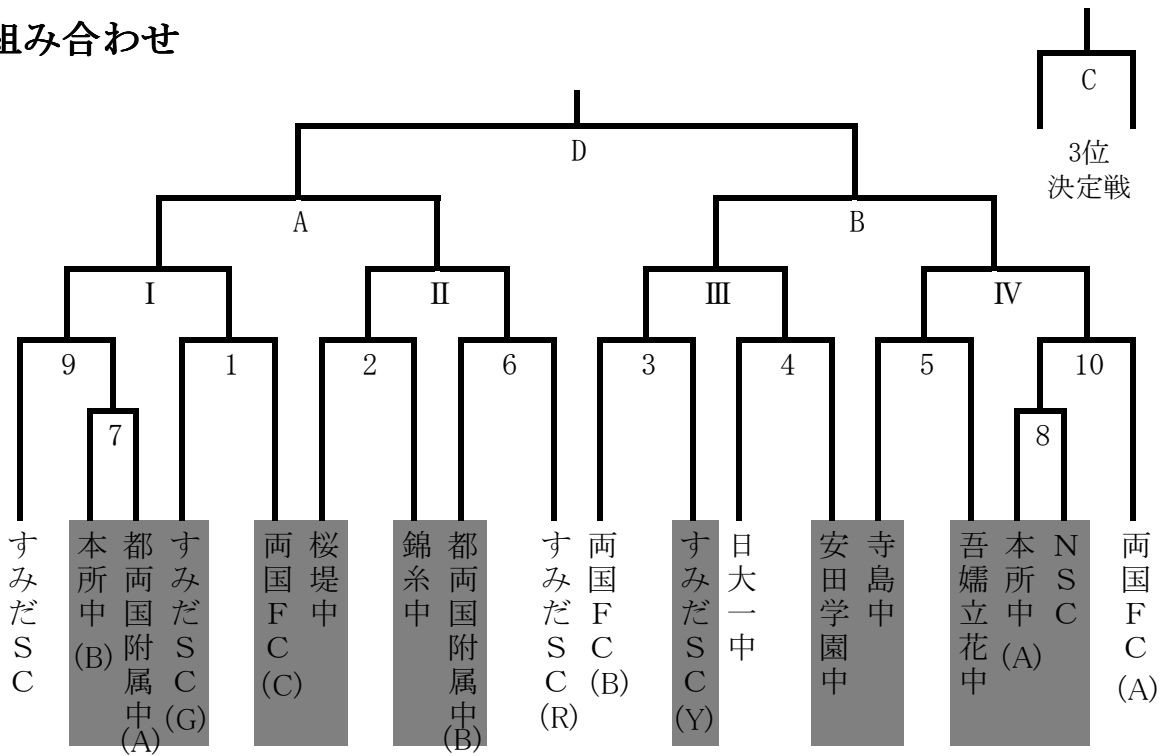 組み合わせ
C
3位
決定戦
D
A
B
Ⅰ
Ⅱ
Ⅲ
Ⅳ
9
1
2
6
3
4
5
10
7
8
すみだSC
本所中(B)
都両国附属中(A)
すみだSC(G)
両国FC(C)
桜堤中
錦糸中
都両国附属中(B)
すみだSC(R)
両国FC(B)
すみだSC(Y)
日大一中
安田学園中
寺島中
吾嬬立花中
本所中(A)
NSC
両国FC(A)